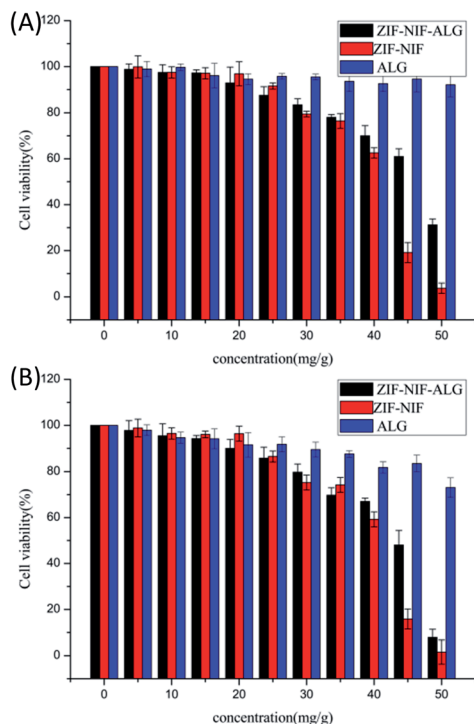 (A)
120
100
80
60
40
20
0
Cell viability(%)
ZIF-NIF-ALG
ZIF-NIF
ALG
0 10 20 30 40 50
concentration(mg/g)
(B)
120
100
80
60
40
20
0
Cell viability(%)
ZIF-NIF-ALG
ZIF-NIF
ALG
0 10 20 30 40 50
concentration(mg/g)